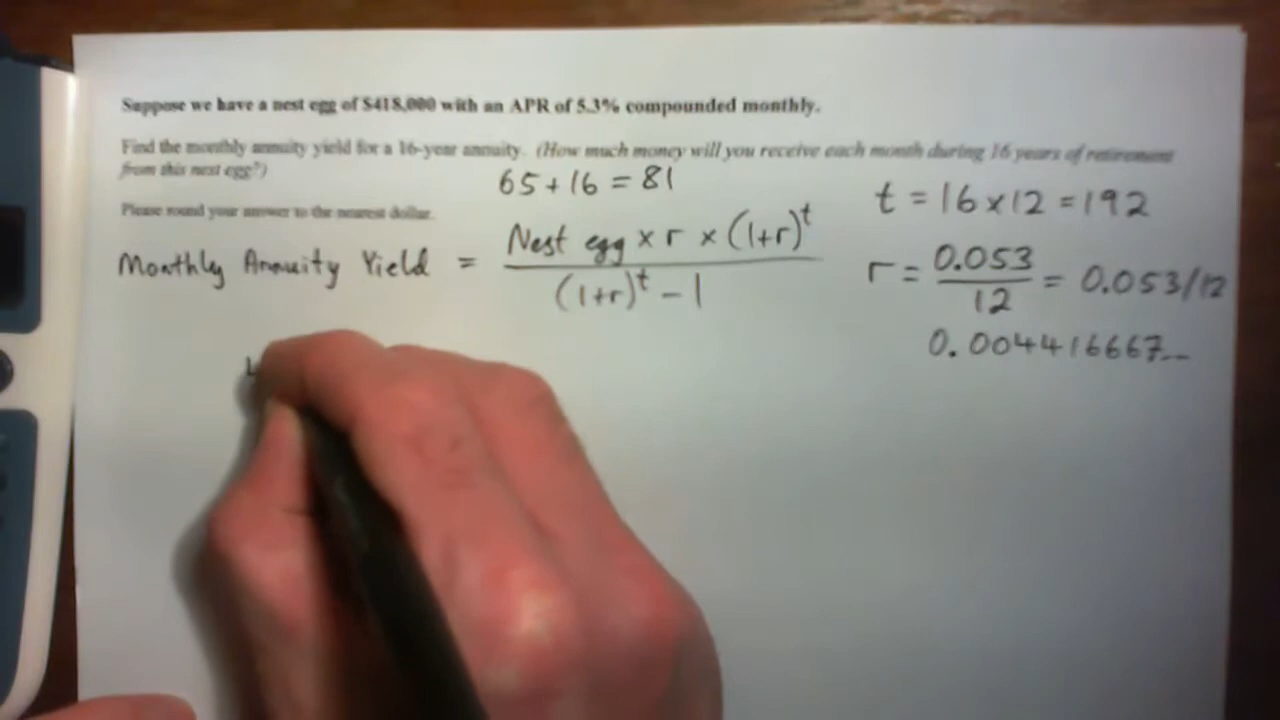 Suppose we have a nest egg of $418,000 with an APR of 5.3% compounded monthly.
Find the monthly annuity yield for a 16-year annuity. (How much money will you receive each month during 16 years of retirement
from this nest egg?)
65 + 16 = 81
Please round your answer to the nearest dollar.
Monthly Annuity Yield = Nest egg × r × (1+r)^t
(1+r)^t - 1
t = 16 × 12 = 192
r = 0.053
12
= 0.053/12
0.004416667...